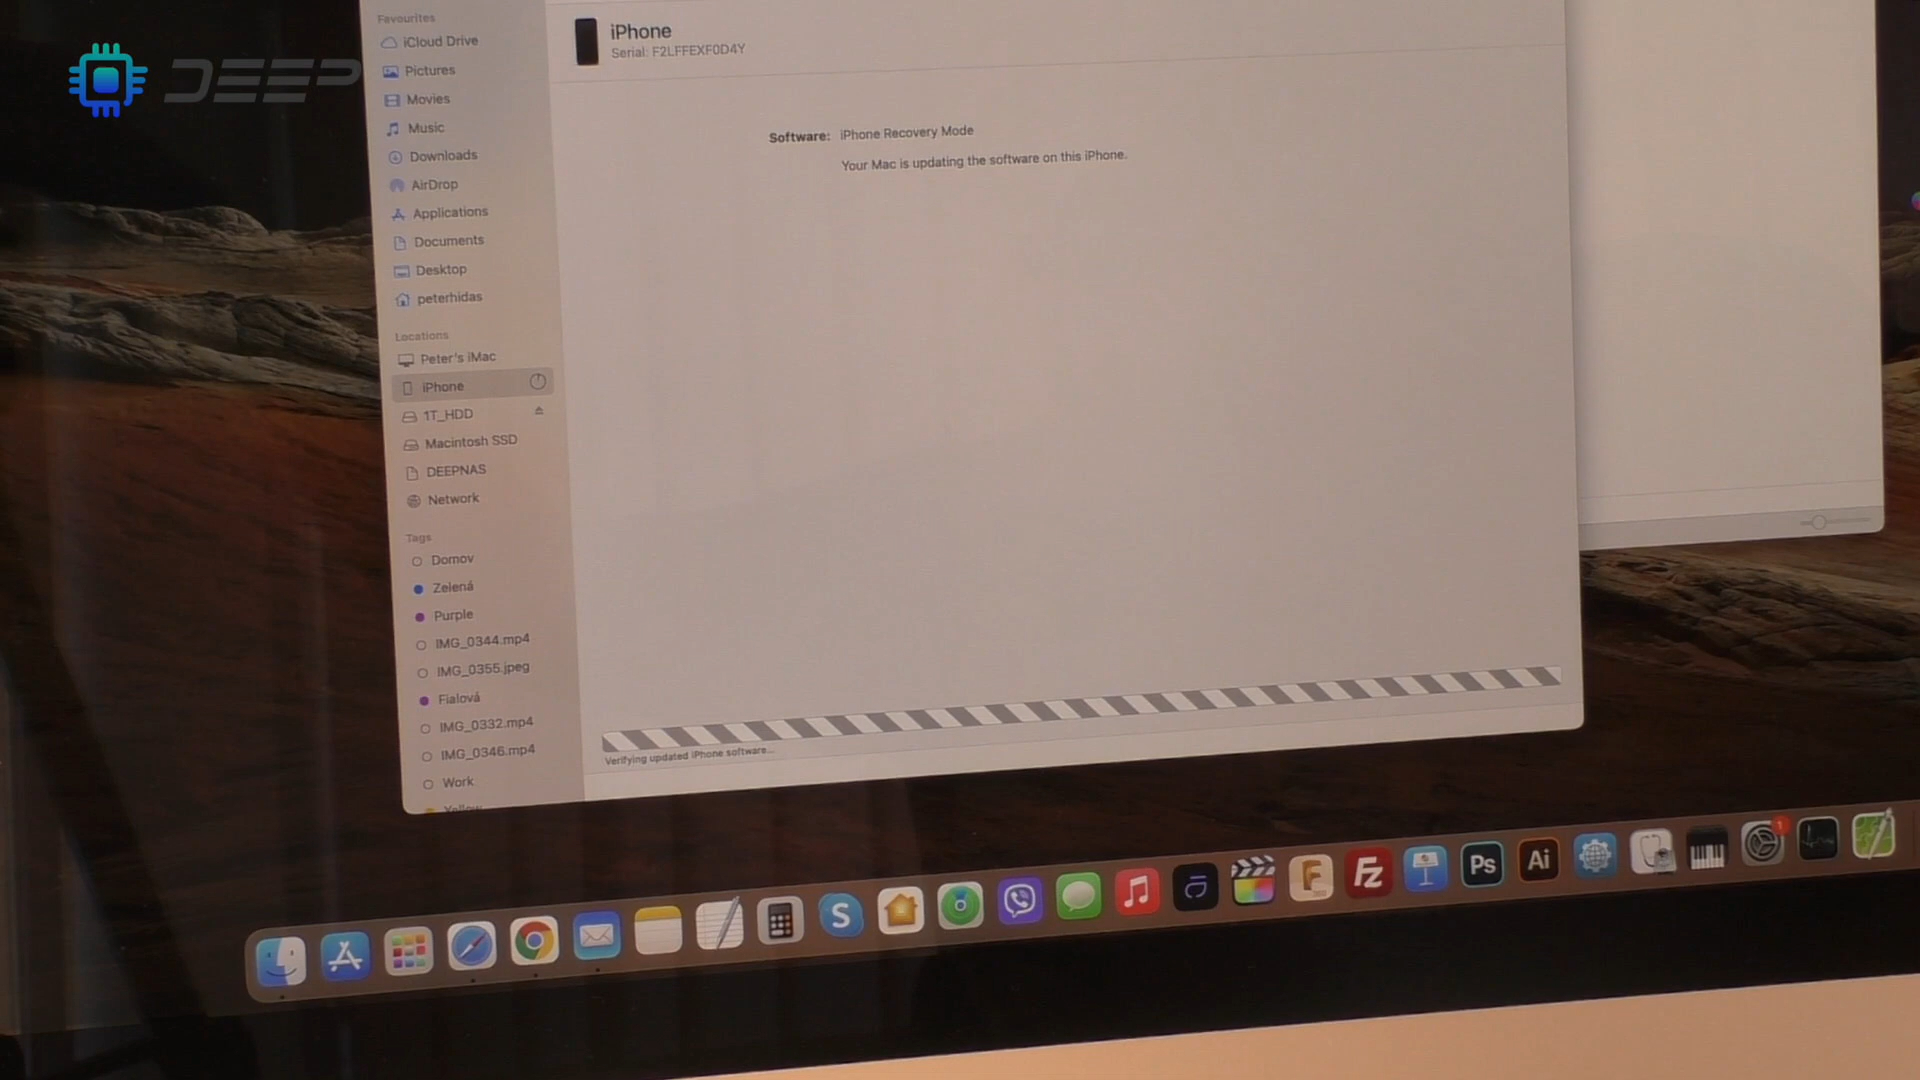 DEEP
Favourites
iCloud Drive
Pictures
Movies
Music
Downloads
AirDrop
Applications
Documents
Desktop
peterhidas
Locations
Peter's iMac
iPhone
1T_HDD
Macintosh SSD
DEEPNAS
Network
Tags
Domov
Zelená
Purple
IMG_0344.mp4
IMG_0355.jpeg
Fialová
IMG_0332.mp4
IMG_0346.mp4
Work
Yellow
iPhone
Serial: F2LFFEXF0D4Y
Software: iPhone Recovery Mode
Your Mac is updating the software on this iPhone.
Verifying updated iPhone software...
S
F
Fz
Ps
Ai
1